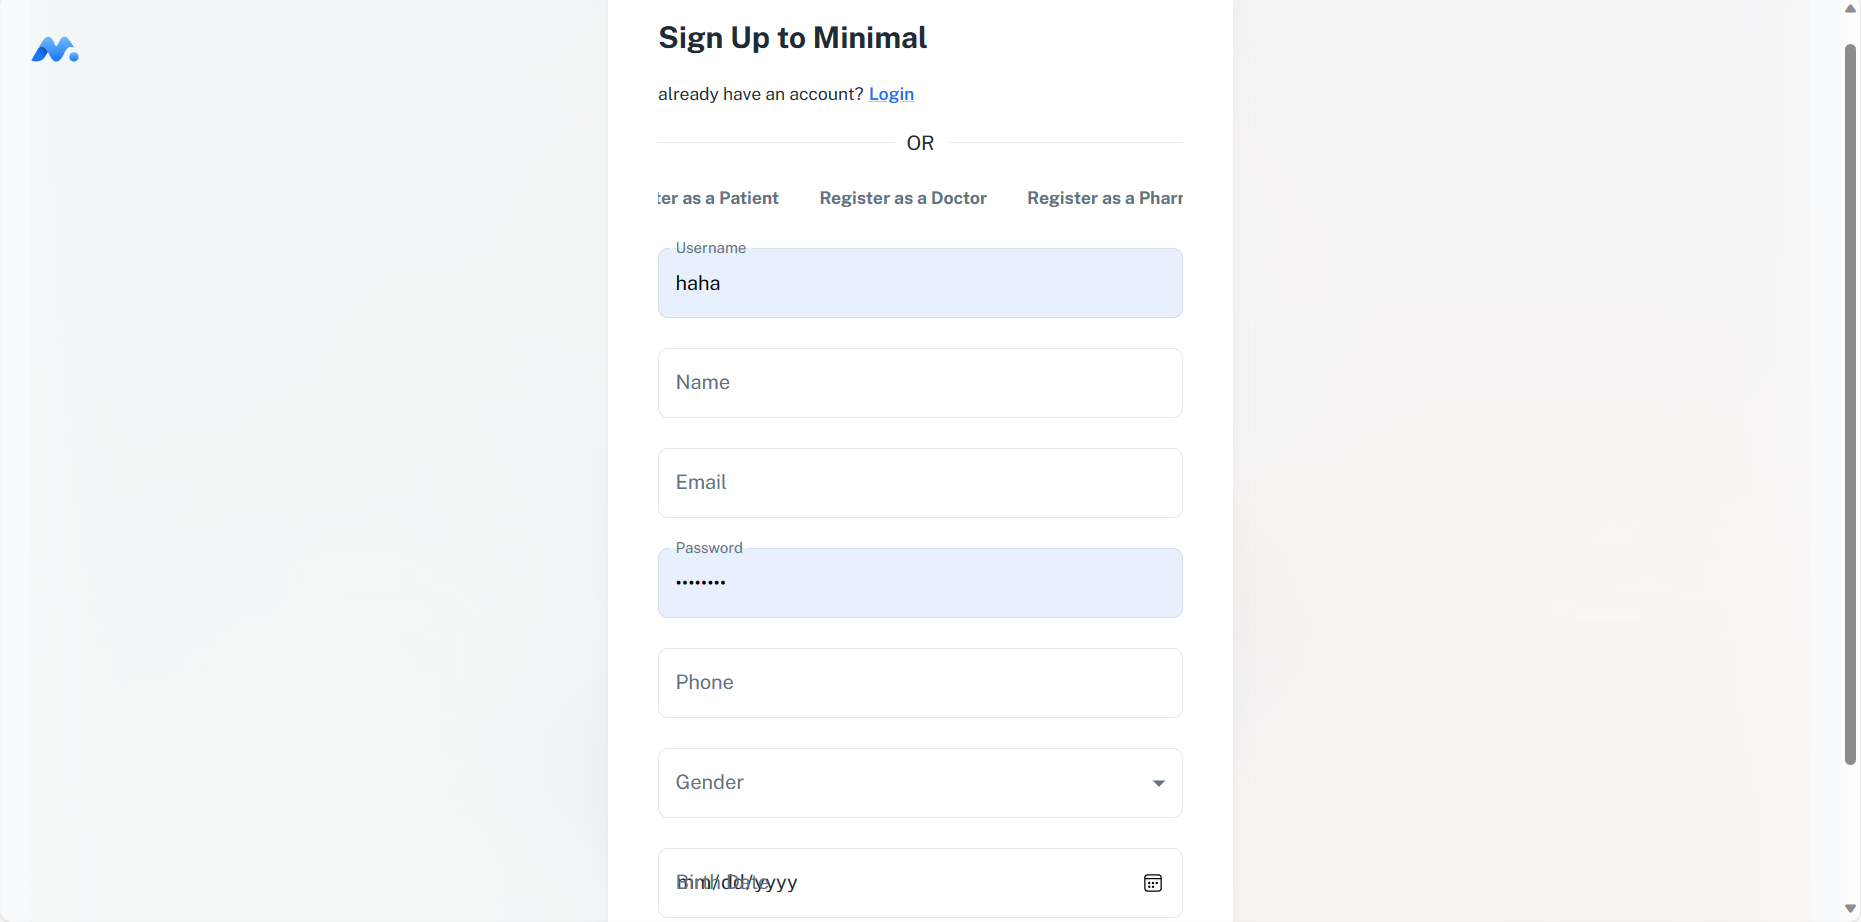 Sign Up to Minimal
already have an account? Login
OR
ter as a Patient Register as a Doctor Register as a Pharr
Username
haha
Name
Email
Password
••••••••
Phone
Gender
Birth Date mm/dd/yyyy